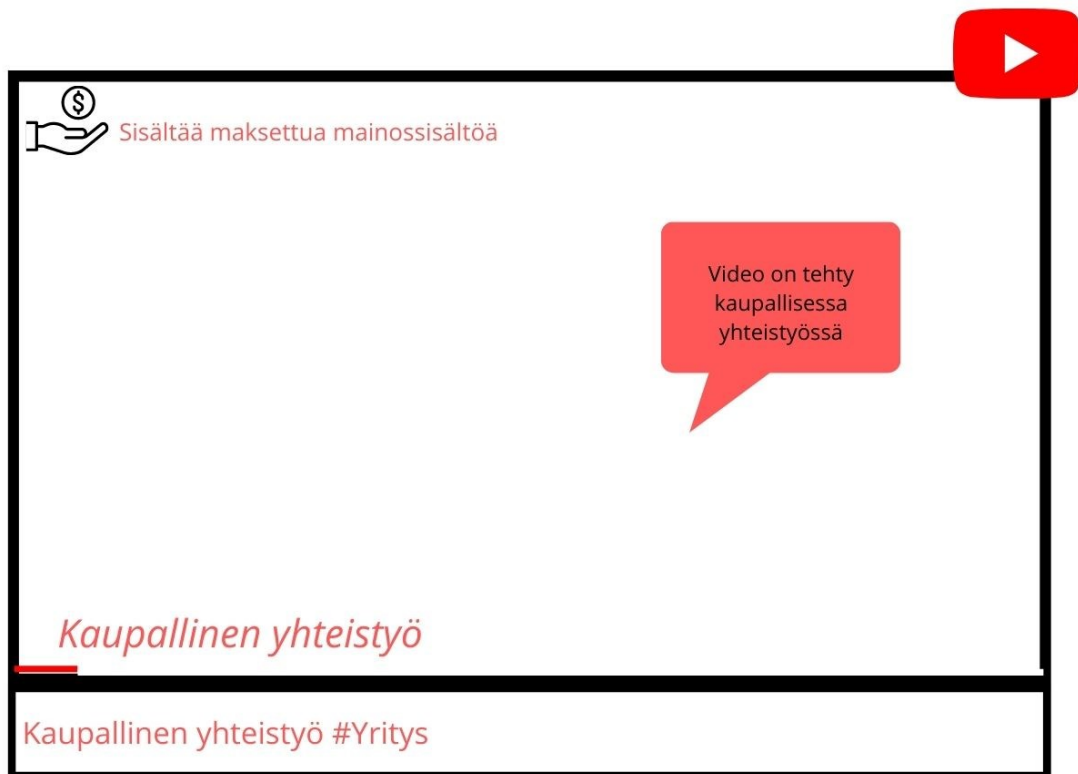 Sisältää maksettua mainossisältöä
Video on tehty
kaupallisessa
yhteistyössä
Kaupallinen yhteistyö
Kaupallinen yhteistyö #Yritys